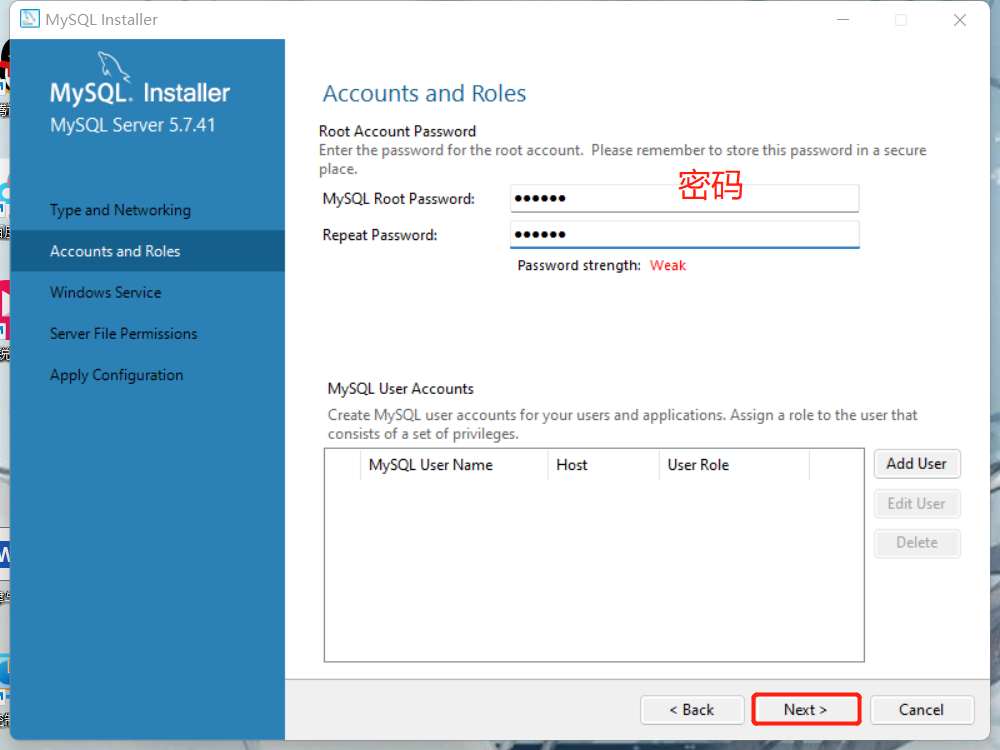 MySQL Installer
MySQL. Installer
MySQL Server 5.7.41
Type and Networking
Accounts and Roles
Windows Service
Server File Permissions
Apply Configuration
Accounts and Roles
Root Account Password
Enter the password for the root account. Please remember to store this password in a secure
place.
MySQL Root Password: ●●●●●● 密码
Repeat Password: ●●●●●●
Password strength: Weak
MySQL User Accounts
Create MySQL user accounts for your users and applications. Assign a role to the user that
consists of a set of privileges.
MySQL User Name Host User Role
Add User
Edit User
Delete
< Back Next > Cancel